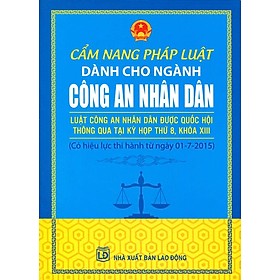 CẨM NANG PHÁP LUẬT
DÀNH CHO NGÀNH
CÔNG AN NHÂN DÂN
LUẬT CÔNG AN NHÂN DÂN ĐƯỢC QUỐC HỘI
THÔNG QUA TẠI KỲ HỌP THỨ 8, KHÓA XIII
(Có hiệu lực thi hành từ ngày 01-7-2015)
LĐ NHÀ XUẤT BẢN LAO ĐỘNG